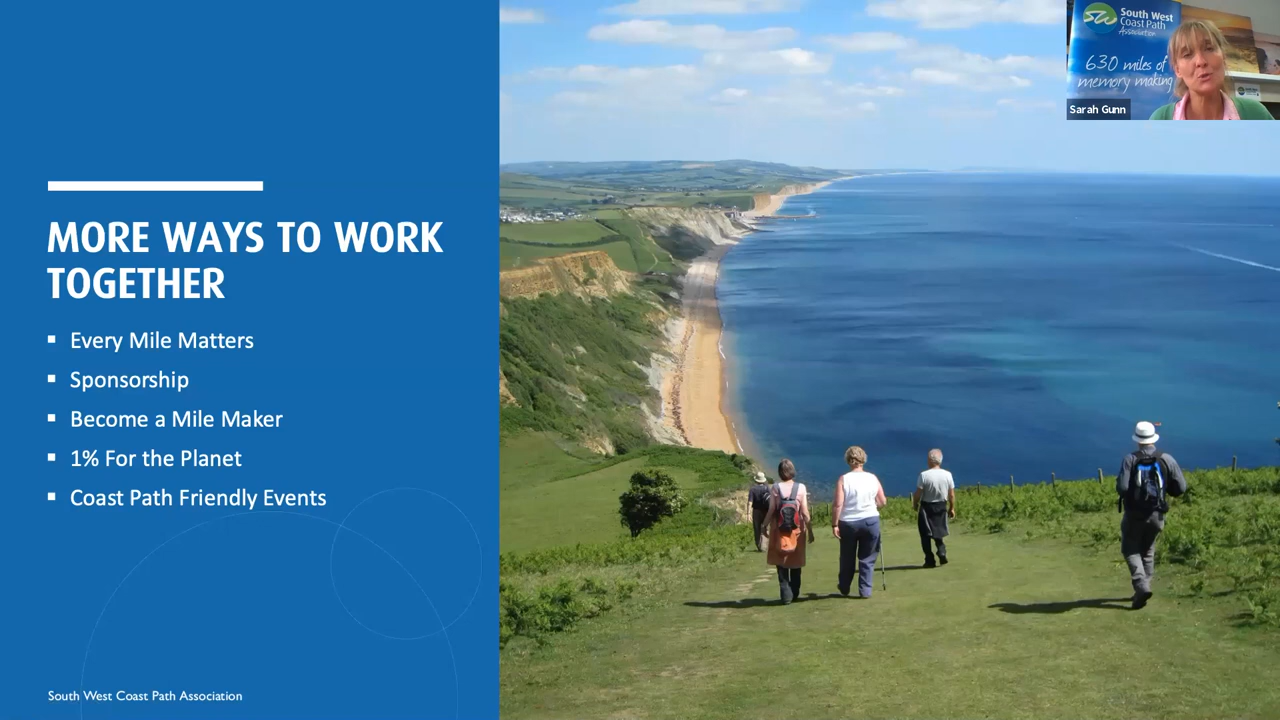 MORE WAYS TO WORK
TOGETHER
Every Mile Matters
Sponsorship
Become a Mile Maker
1% For the Planet
Coast Path Friendly Events
South West Coast Path Association
South West
Coast Path
Association
630 miles of
memory making
Sarah Gunn